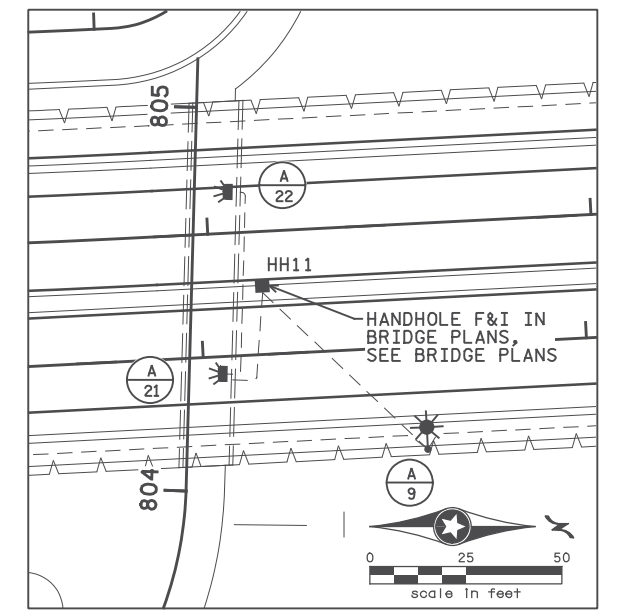 805
A
22
HH11
HANDHOLE F&I IN
BRIDGE PLANS,
SEE BRIDGE PLANS
A
21
804
A
9
N
0 25 50
scale in feet